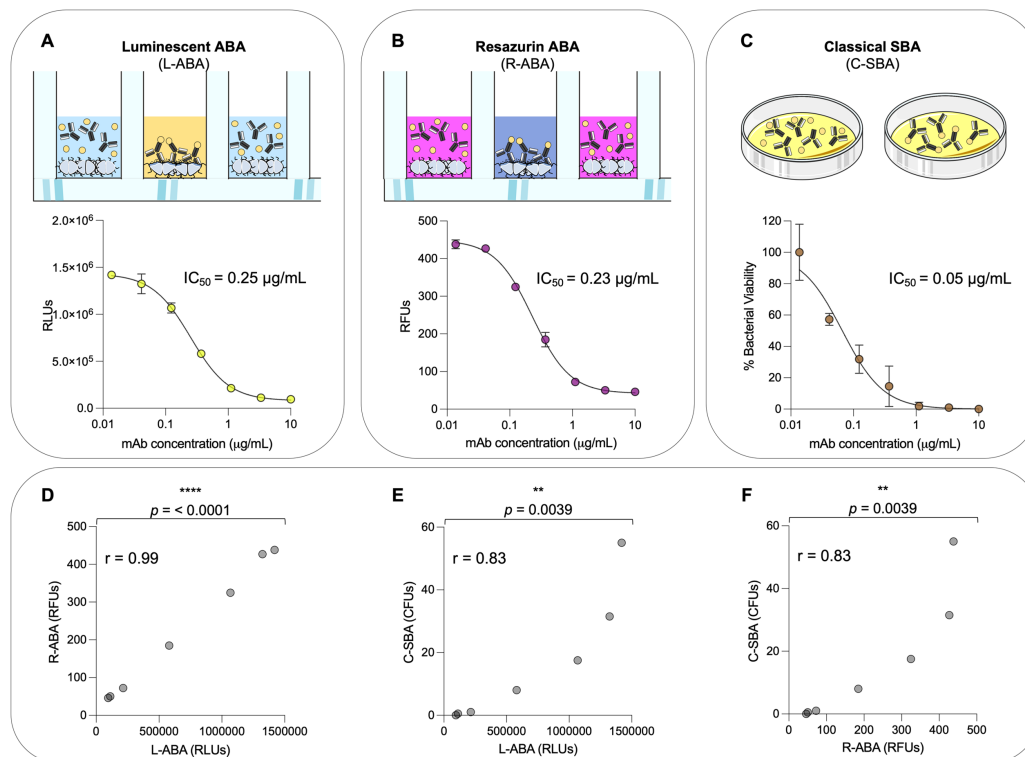 A
Luminescent ABA
(L-ABA)
2.0×10⁶
1.5×10⁶
1.0×10⁶
5.0×10⁵
0.0
RLUs
IC₅₀ = 0.25 µg/mL
0.01
0.1
1
10
mAb concentration (µg/mL)
B
Resazurin ABA
(R-ABA)
500
400
300
200
100
0
RFUs
IC₅₀ = 0.23 µg/mL
0.01
0.1
1
10
mAb concentration (µg/mL)
C
Classical SBA
(C-SBA)
120
100
80
60
40
20
0
% Bacterial Viability
IC₅₀ = 0.05 µg/mL
0.01
0.1
1
10
mAb concentration (µg/mL)
D
****
p = < 0.0001
r = 0.99
500
400
300
200
100
0
R-ABA (RFUs)
0
500000
1000000
1500000
L-ABA (RLUs)
E
**
p = 0.0039
r = 0.83
60
40
20
0
C-SBA (CFUs)
0
500000
1000000
1500000
L-ABA (RLUs)
F
**
p = 0.0039
r = 0.83
60
40
20
0
C-SBA (CFUs)
0
100
200
300
400
500
R-ABA (RFUs)